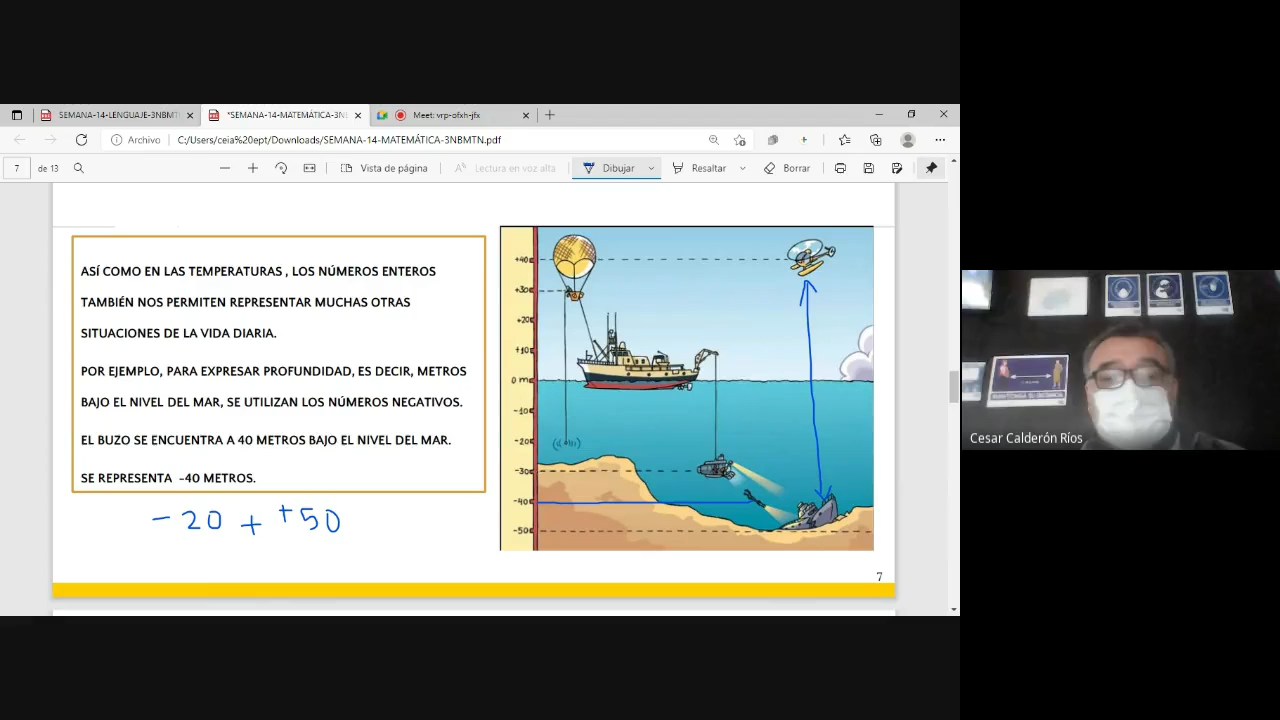 SEMANA-14-LENGUAJE-3NBMT
*SEMANA-14-MATEMÁTICA-3N
Meet: vrp-ofxh-jfx
Archivo C:/Users/ceia%20ept/Downloads/SEMANA-14-MATEMÁTICA-3NBMTN.pdf
7 de 13 Vista de página Lectura en voz alta Dibujar Resaltar Borrar
ASÍ COMO EN LAS TEMPERATURAS , LOS NÚMEROS ENTEROS
TAMBIÉN NOS PERMITEN REPRESENTAR MUCHAS OTRAS
SITUACIONES DE LA VIDA DIARIA.
POR EJEMPLO, PARA EXPRESAR PROFUNDIDAD, ES DECIR, METROS
BAJO EL NIVEL DEL MAR, SE UTILIZAN LOS NÚMEROS NEGATIVOS.
EL BUZO SE ENCUENTRA A 40 METROS BAJO EL NIVEL DEL MAR.
SE REPRESENTA -40 METROS.
-20 + +50
+40
+30
+20
+10
0 m
-10
-20
-30
-40
-50
7
Cesar Calderón Ríos